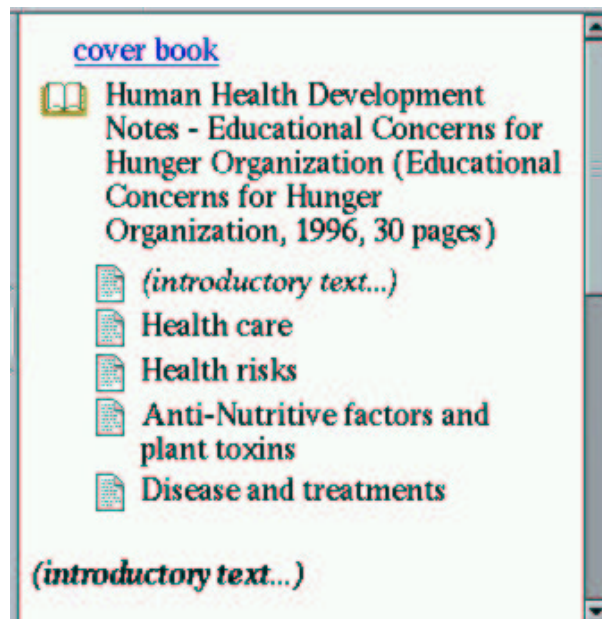 cover book
Human Health Development
Notes - Educational Concerns for
Hunger Organization (Educational
Concerns for Hunger
Organization, 1996, 30 pages)
(introductory text...)
Health care
Health risks
Anti-Nutritive factors and
plant toxins
Disease and treatments
(introductory text...)